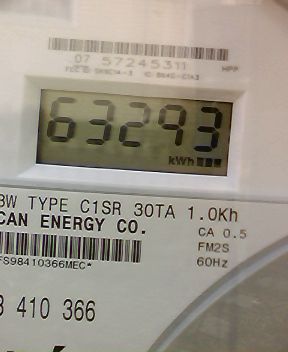 07 57245311
HPP
63293
kWh
3W TYPE C1SR 30TA 1.0Kh
CAN ENERGY CO.
CA 0.5
FM2S
60Hz
FS98410366MEC*
8 410 366